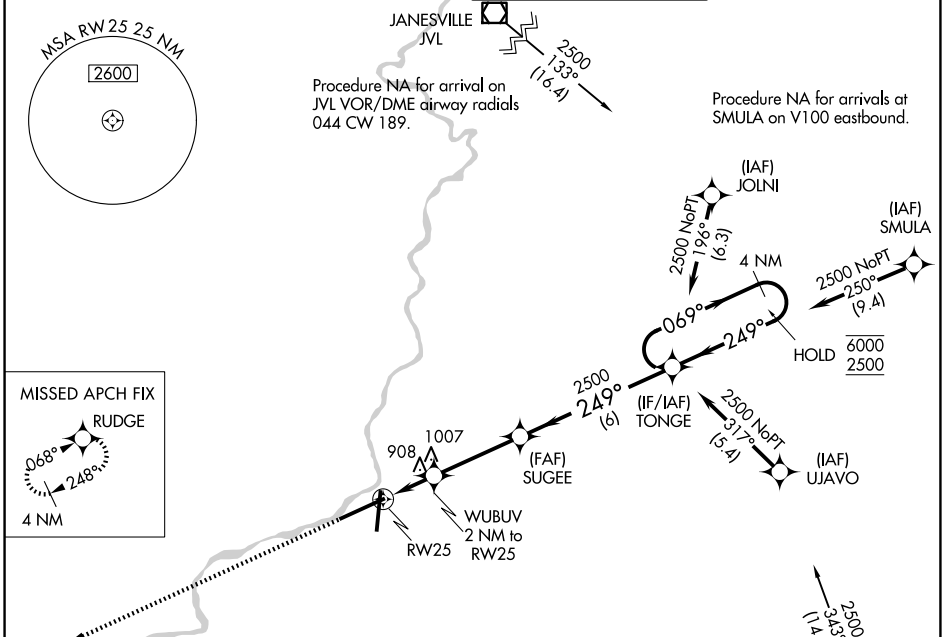 MSA RW 25 25 NM
2600
JANESVILLE
JVL
2500
133°
(16.4)
Procedure NA for arrival on
JVL VOR/DME airway radials
044 CW 189.
Procedure NA for arrivals at
SMULA on V100 eastbound.
(IAF)
JOLNI
2500 NoPT
196°
(6.3)
(IAF)
SMULA
2500 NoPT
250°
(9.4)
4 NM
069°
249°
HOLD
6000
2500
2500
249°
(6)
(IF/IAF)
TONGE
2500 NoPT
317°
(5.4)
(IAF)
UJAVO
(FAF)
SUGEE
908
1007
WUBUV
2 NM to
RW25
RW25
MISSED APCH FIX
RUDGE
068°
248°
4 NM
2500
343°
(14